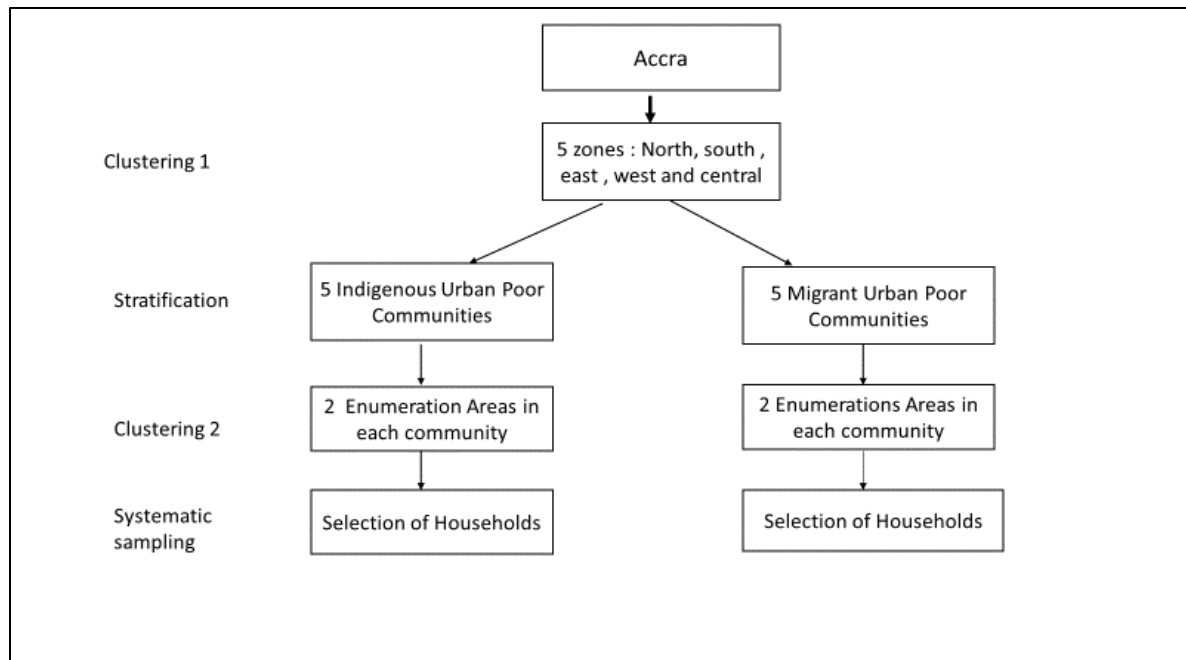 Accra
Clustering 1
5 zones : North, south ,
east , west and central
Stratification
5 Indigenous Urban Poor
Communities
5 Migrant Urban Poor
Communities
Clustering 2
2 Enumeration Areas in
each community
2 Enumerations Areas in
each community
Systematic
sampling
Selection of Households
Selection of Households